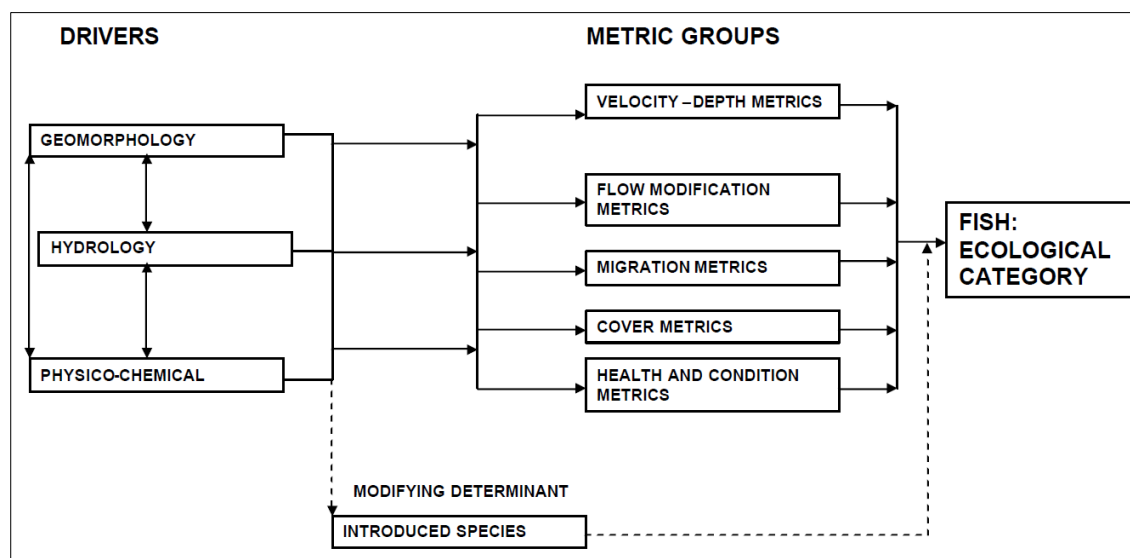 DRIVERS
METRIC GROUPS
VELOCITY –DEPTH METRICS
GEOMORPHOLOGY
FLOW MODIFICATION
METRICS
HYDROLOGY
MIGRATION METRICS
FISH:
ECOLOGICAL
CATEGORY
COVER METRICS
PHYSICO-CHEMICAL
HEALTH AND CONDITION
METRICS
MODIFYING DETERMINANT
INTRODUCED SPECIES